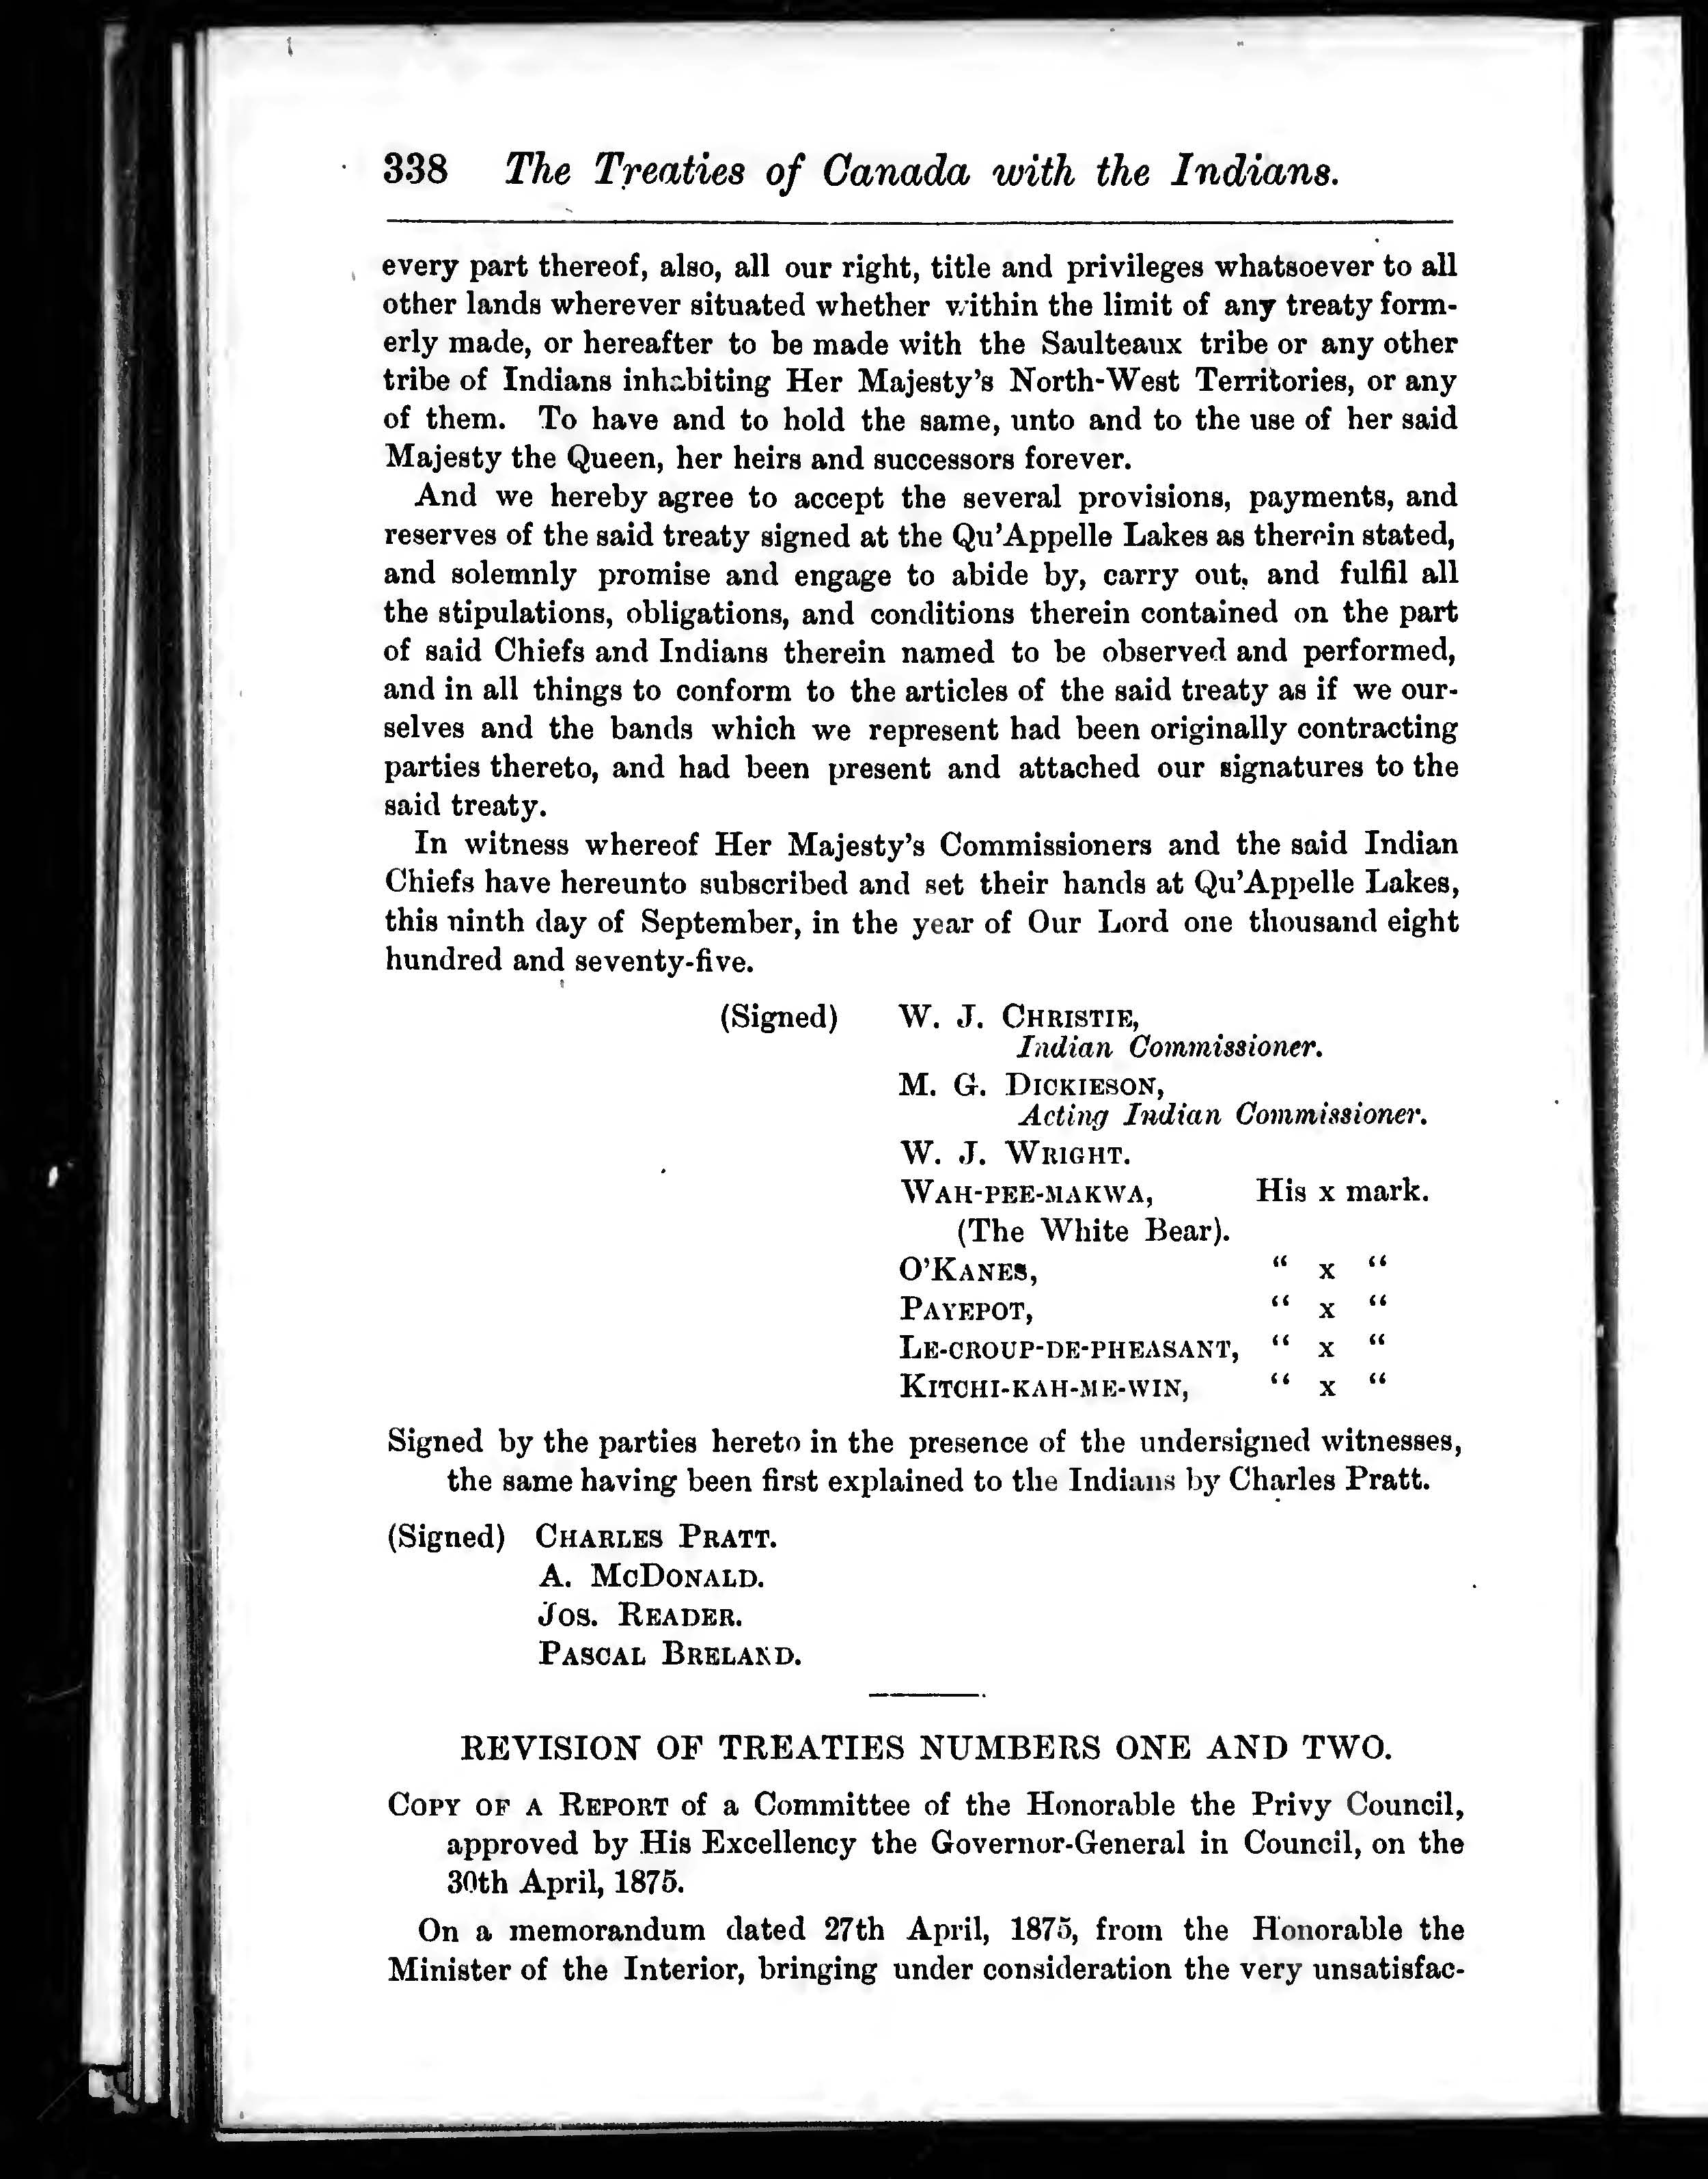 338 The Treaties of Canada with the Indians.
every part thereof, also, all our right, title and privileges whatsoever to all
other lands wherever situated whether within the limit of any treaty form-
erly made, or hereafter to be made with the Saulteaux tribe or any other
tribe of Indians inhabiting Her Majesty's North-West Territories, or any
of them. To have and to hold the same, unto and to the use of her said
Majesty the Queen, her heirs and successors forever.
And we hereby agree to accept the several provisions, payments, and
reserves of the said treaty signed at the Qu'Appelle Lakes as therein stated,
and solemnly promise and engage to abide by, carry out, and fulfil all
the stipulations, obligations, and conditions therein contained on the part
of said Chiefs and Indians therein named to be observed and performed,
and in all things to conform to the articles of the said treaty as if we our-
selves and the bands which we represent had been originally contracting
parties thereto, and had been present and attached our signatures to the
said treaty.
In witness whereof Her Majesty's Commissioners and the said Indian
Chiefs have hereunto subscribed and set their hands at Qu'Appelle Lakes,
this ninth day of September, in the year of Our Lord one thousand eight
hundred and seventy-five.
(Signed) W. J. CHRISTIE,
Indian Commissioner.
M. G. DICKIESON,
Acting Indian Commissioner.
W. J. WRIGHT.
WAH-PEE-MAKWA, His x mark.
(The White Bear).
O'KANES, " x "
PAYEPOT, " x "
LE-CROUP-DE-PHEASANT, " x "
KITCHI-KAH-ME-WIN, " x "
Signed by the parties hereto in the presence of the undersigned witnesses,
the same having been first explained to the Indians by Charles Pratt.
(Signed) CHARLES PRATT.
A. MCDONALD.
JOS. READER.
PASCAL BRELAND.
REVISION OF TREATIES NUMBERS ONE AND TWO.
COPY OF A REPORT of a Committee of the Honorable the Privy Council,
approved by His Excellency the Governor-General in Council, on the
30th April, 1875.
On a memorandum dated 27th April, 1875, from the Honorable the
Minister of the Interior, bringing under consideration the very unsatisfac-